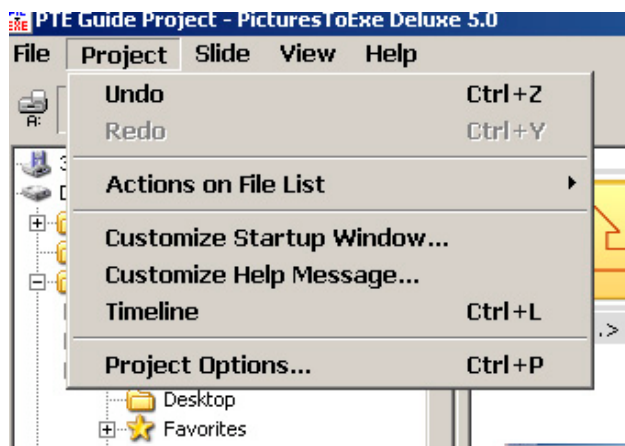 PTE Guide Project - PicturesToExe Deluxe 5.0
File Project Slide View Help
A:
Undo Ctrl+Z
Redo Ctrl+Y
Actions on File List
Customize Startup Window...
Customize Help Message...
Timeline Ctrl+L
.>
Project Options... Ctrl+P
Desktop
Favorites